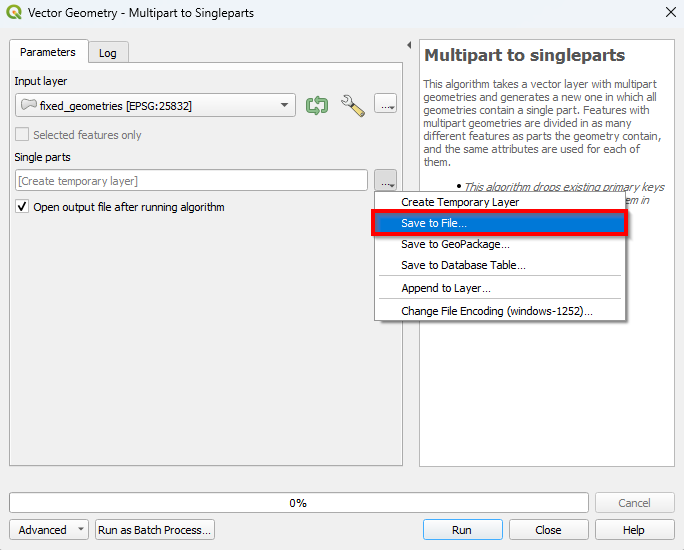 Vector Geometry - Multipart to Singleparts
Parameters
Log
Input layer
fixed_geometries [EPSG:25832]
...
Selected features only
Single parts
[Create temporary layer]
...
Open output file after running algorithm
Multipart to singleparts
This algorithm takes a vector layer with multipart
geometries and generates a new one in which all
geometries contain a single part. Features with
multipart geometries are divided in as many
different features as parts the geometry contain,
and the same attributes are used for each of
them.
• This algorithm drops existing primary keys
em in
Create Temporary Layer
Save to File...
Save to GeoPackage...
Save to Database Table...
Append to Layer...
Change File Encoding (windows-1252)...
0%
Cancel
Advanced
Run as Batch Process...
Run
Close
Help